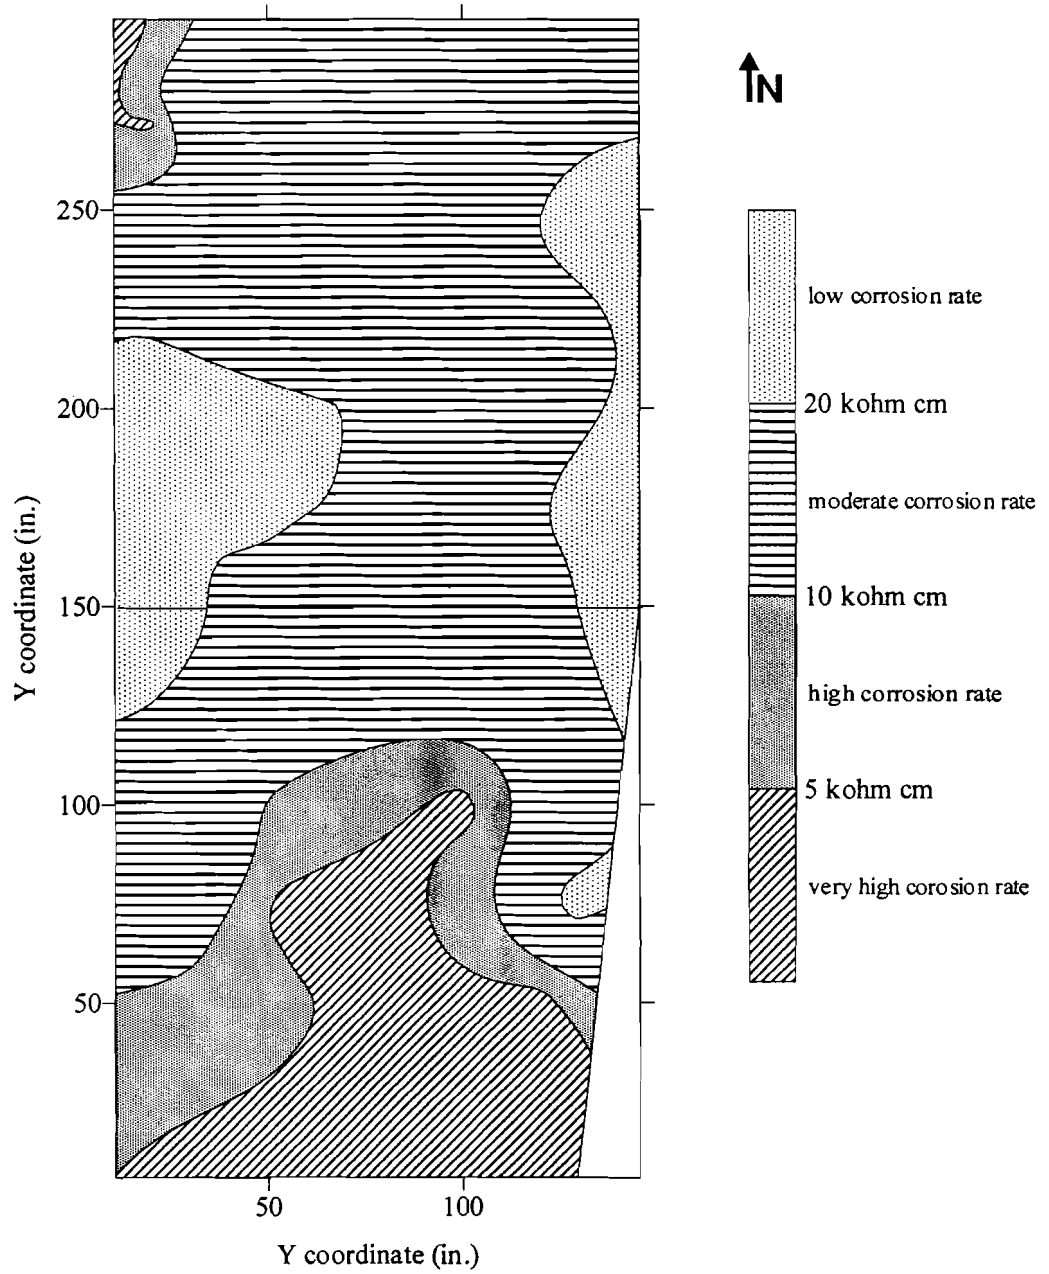 N
250
200
150
100
50
50
100
Y coordinate (in.)
Y coordinate (in.)
low corrosion rate
20 kohm cm
moderate corrosion rate
10 kohm cm
high corrosion rate
5 kohm cm
very high corosion rate